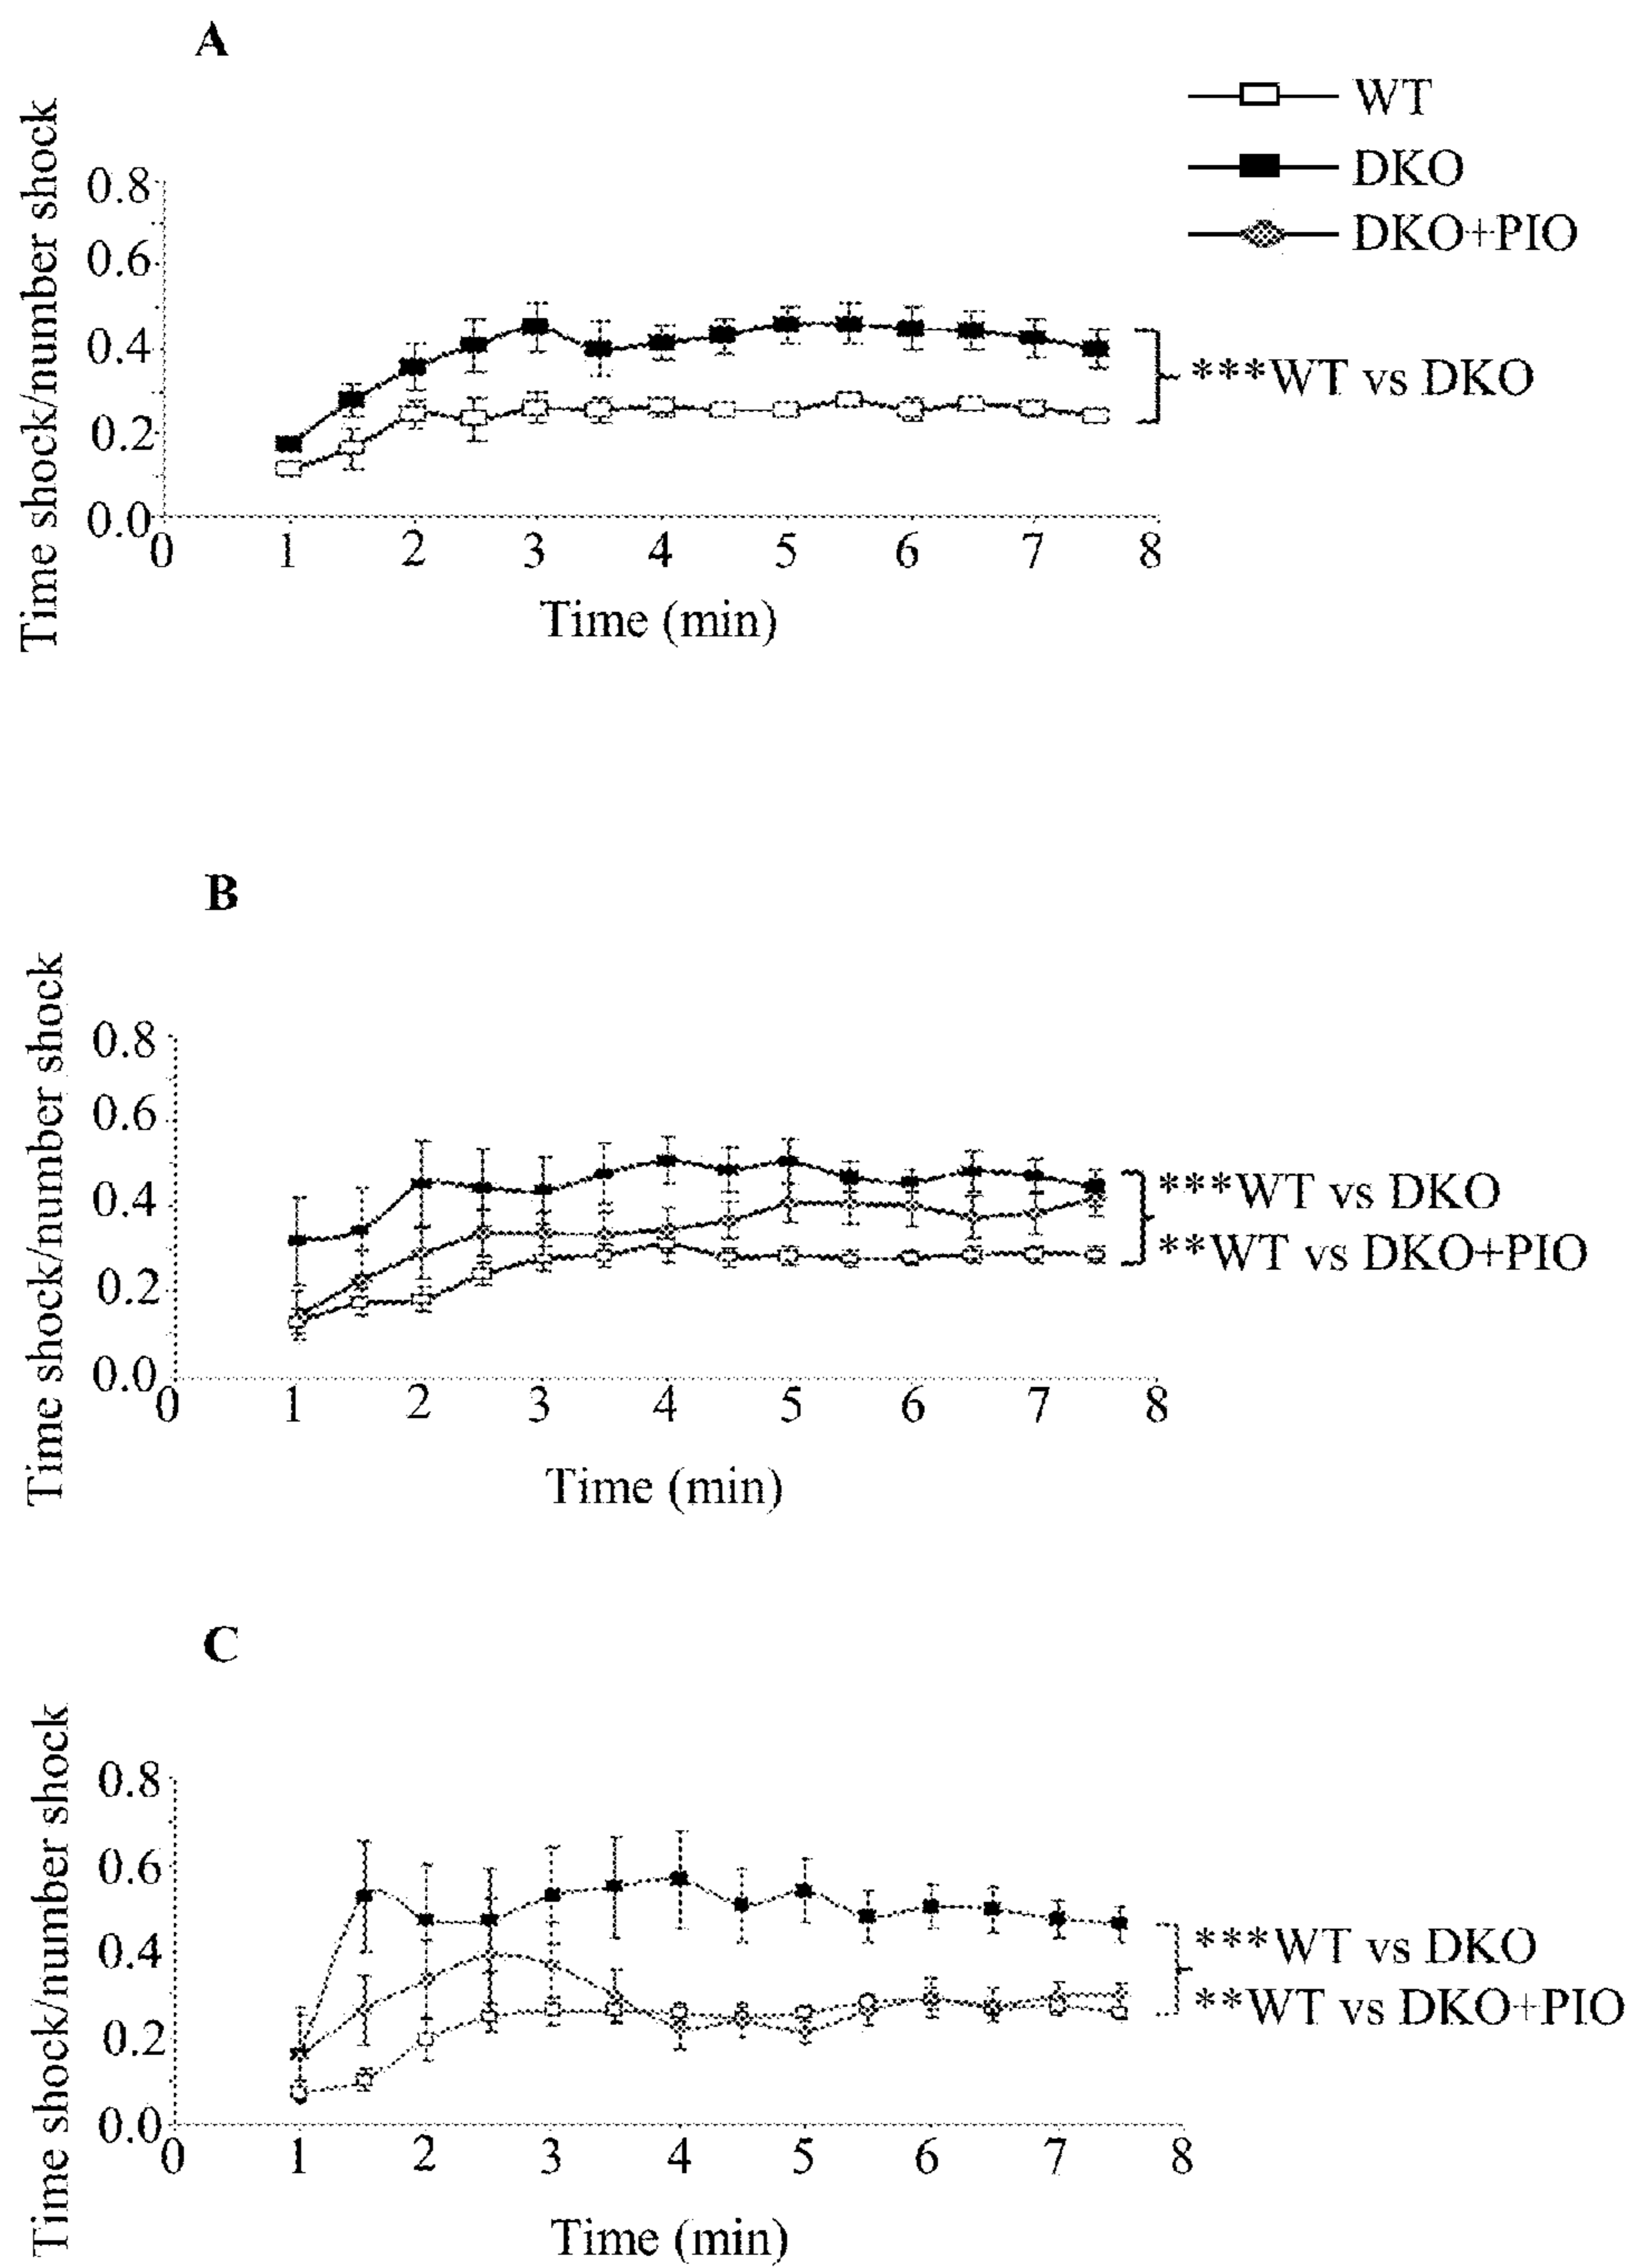 A
WT
DKO
DKO+PIO
Time shock/number shock
0.8
0.6
0.4
0.2
0.0
0 1 2 3 4 5 6 7 8
Time (min)
***WT vs DKO
B
Time shock/number shock
0.8
0.6
0.4
0.2
0.0
0 1 2 3 4 5 6 7 8
Time (min)
***WT vs DKO
**WT vs DKO+PIO
C
Time shock/number shock
0.8
0.6
0.4
0.2
0.0
0 1 2 3 4 5 6 7 8
Time (min)
***WT vs DKO
**WT vs DKO+PIO